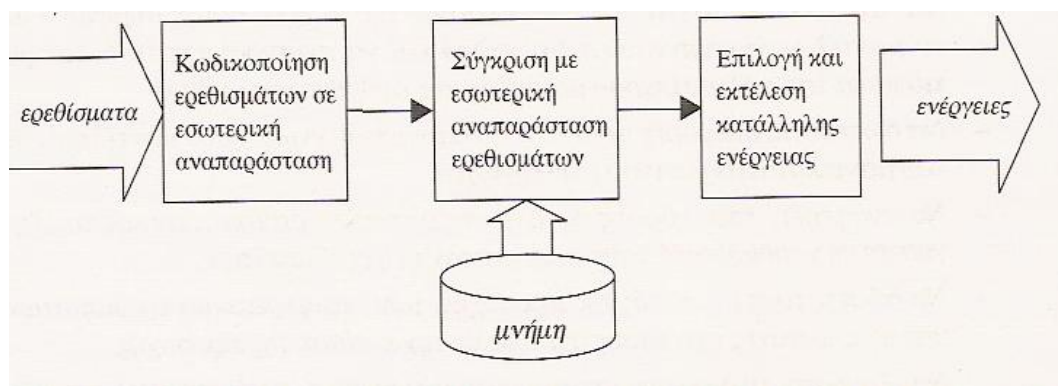 ερεθίσματα
Κωδικοποίηση
ερεθισμάτων σε
εσωτερική
αναπαράσταση
Σύγκριση με
εσωτερική
αναπαράσταση
ερεθισμάτων
Επιλογή και
εκτέλεση
κατάλληλης
ενέργειας
ενέργειες
μνήμη